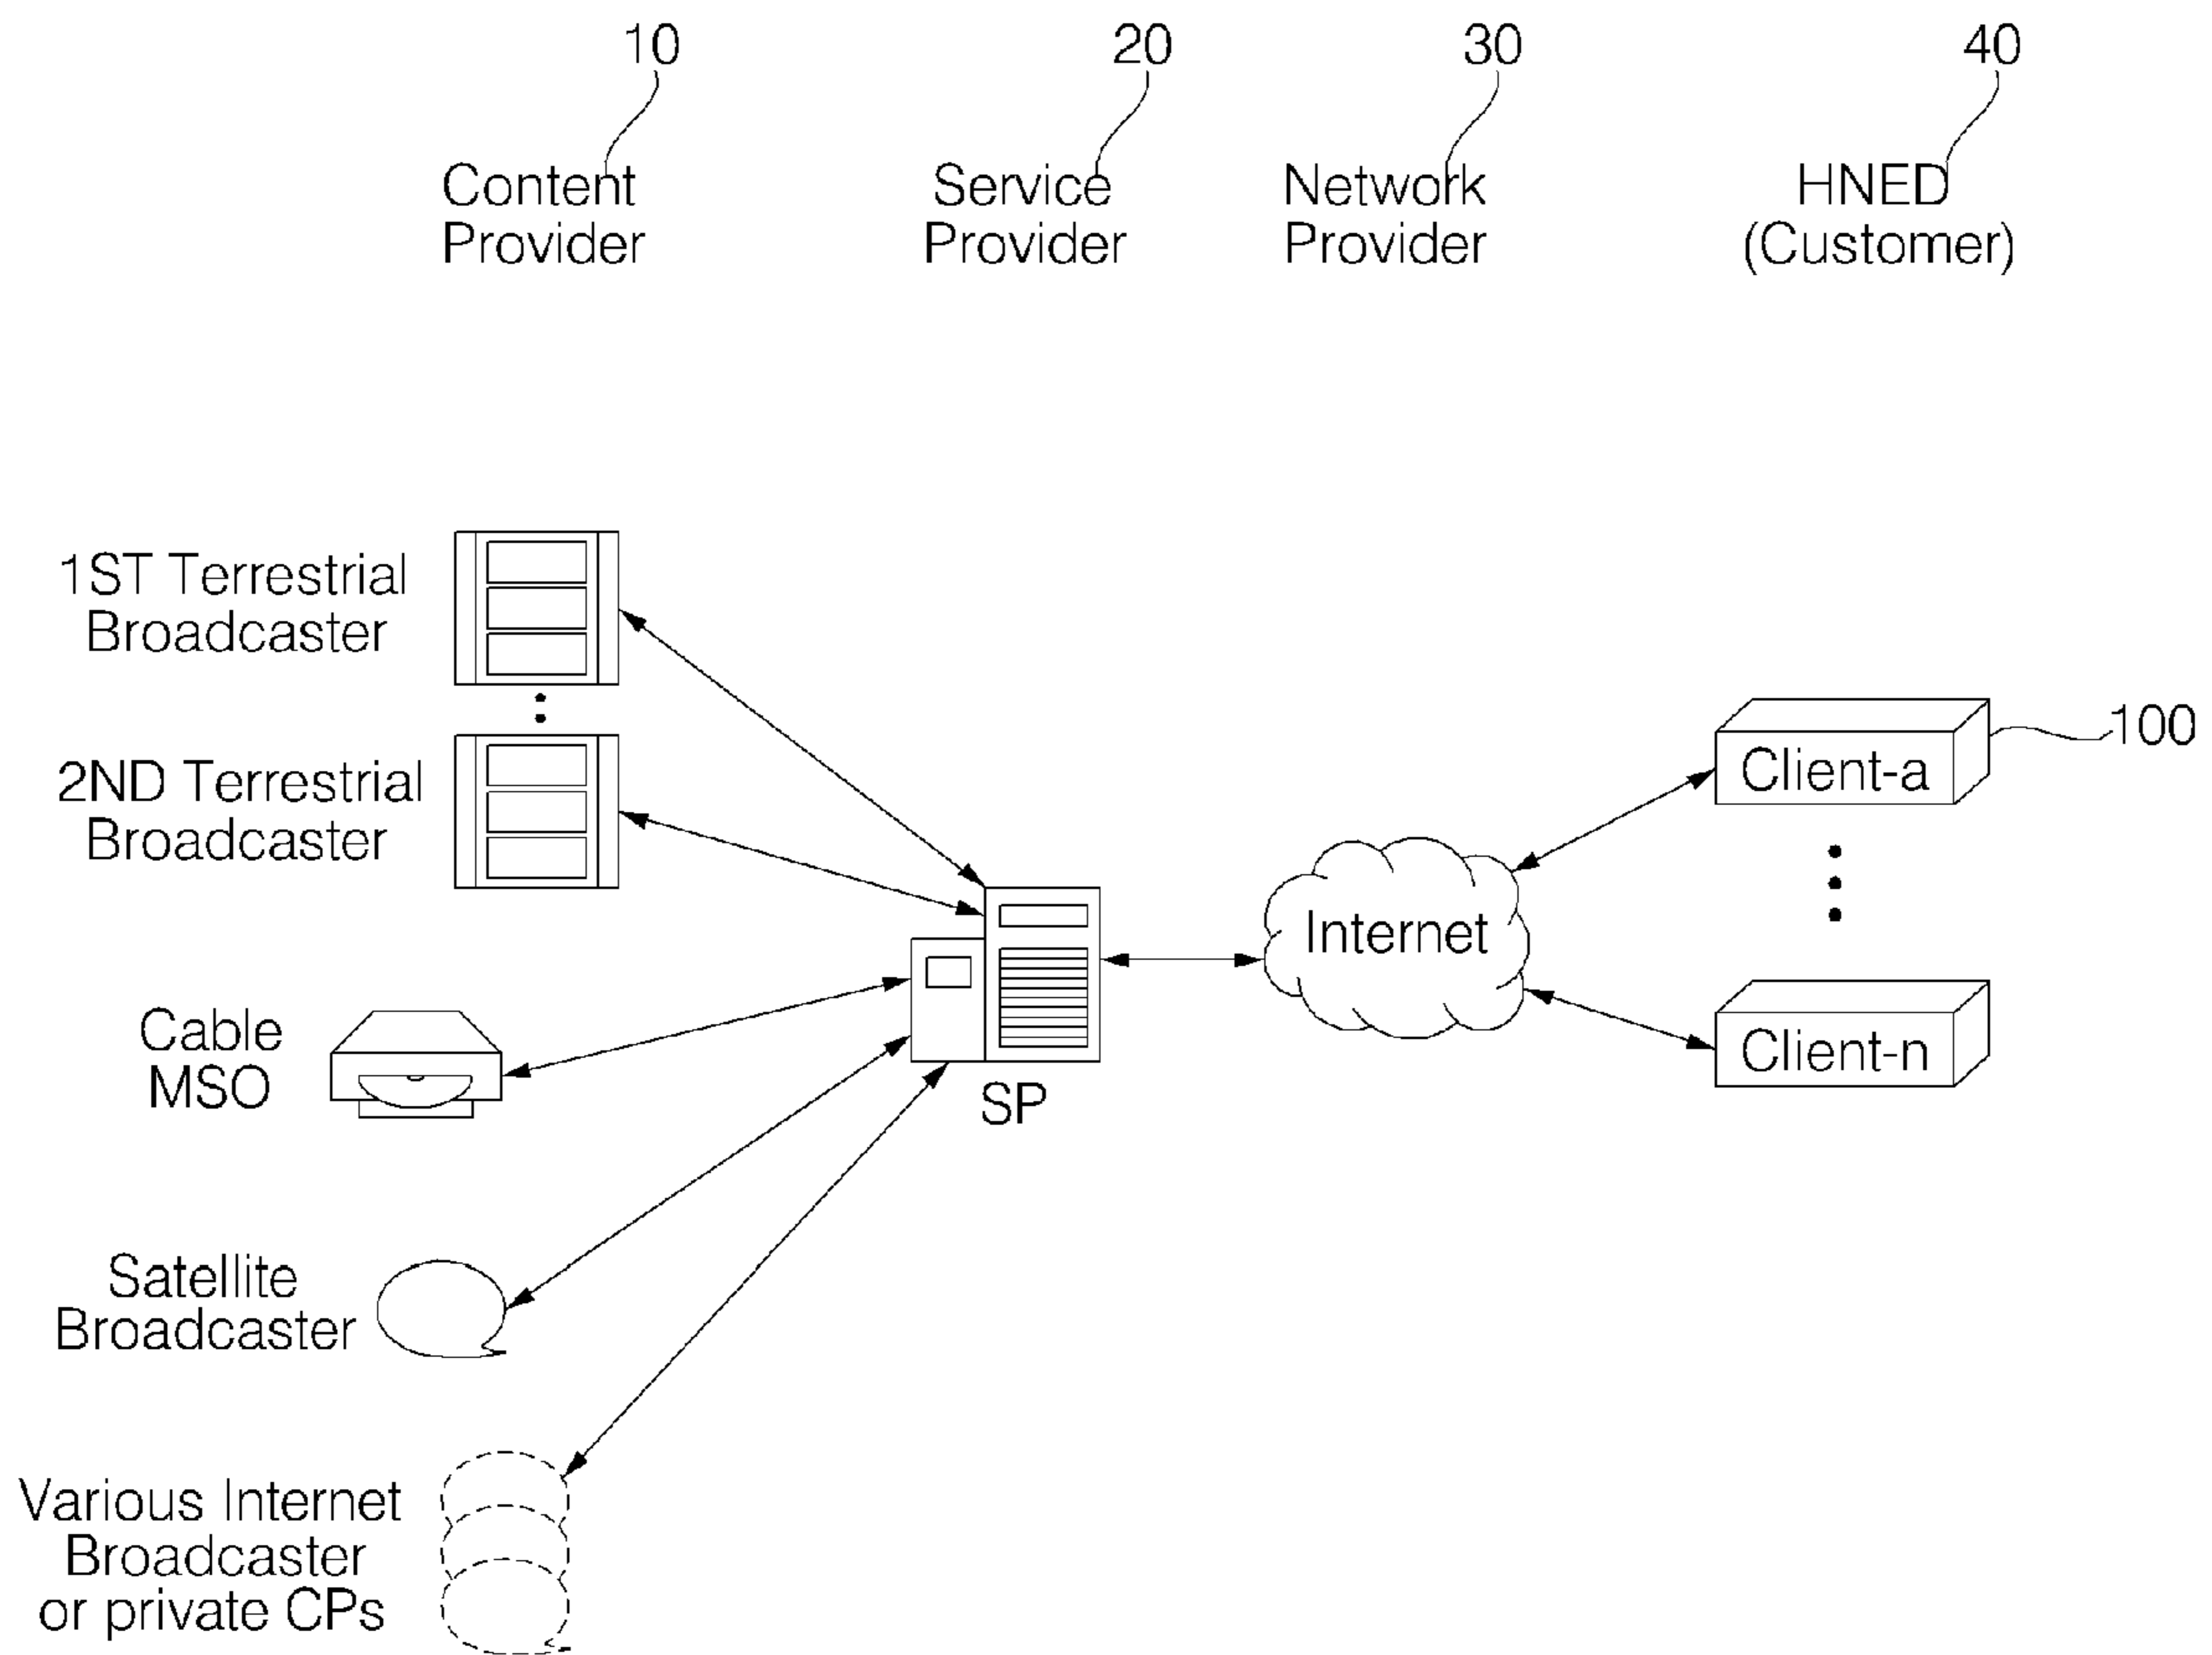 10
20
30
40
Content
Provider
Service
Provider
Network
Provider
HNED
(Customer)
1ST Terrestrial
Broadcaster
2ND Terrestrial
Broadcaster
Cable
MSO
Satellite
Broadcaster
Various Internet
Broadcaster
or private CPs
SP
Internet
Client-a
100
Client-n